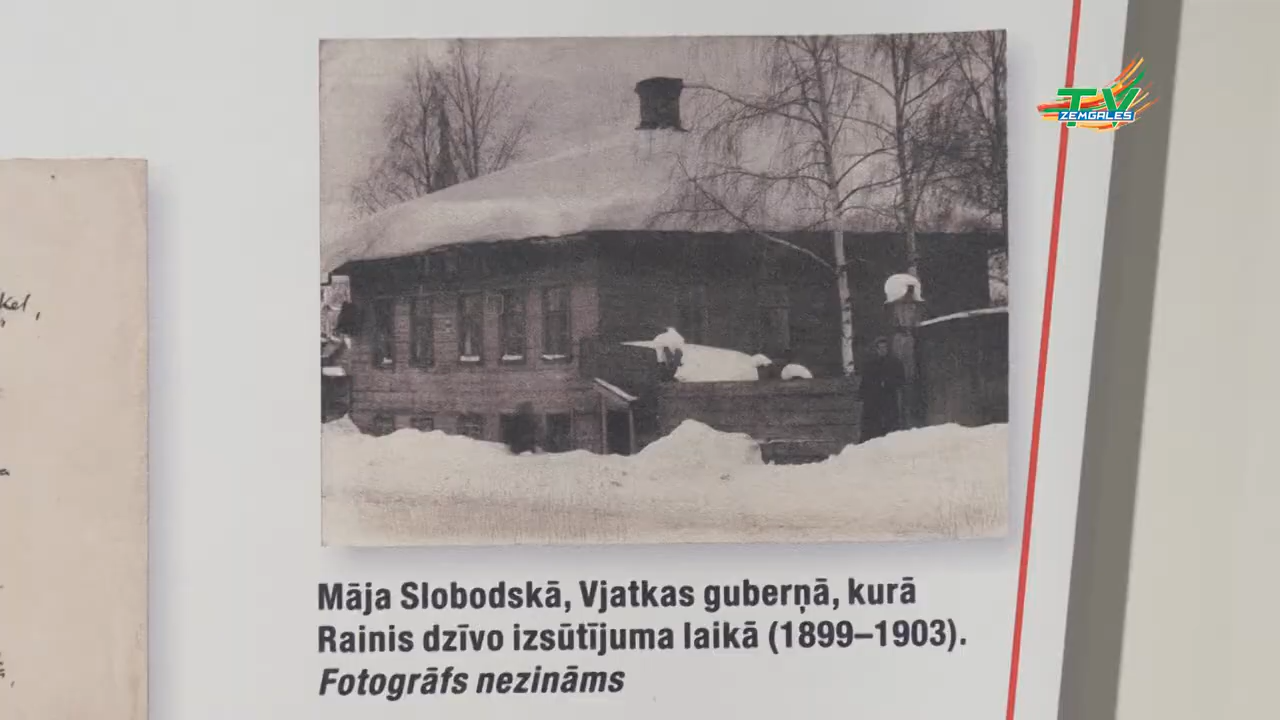 TV
ZEMGALES
Māja Slobodskā, Vjatkas guberņā, kurā
Rainis dzīvo izsūtījuma laikā (1899–1903).
Fotogrāfs nezināms